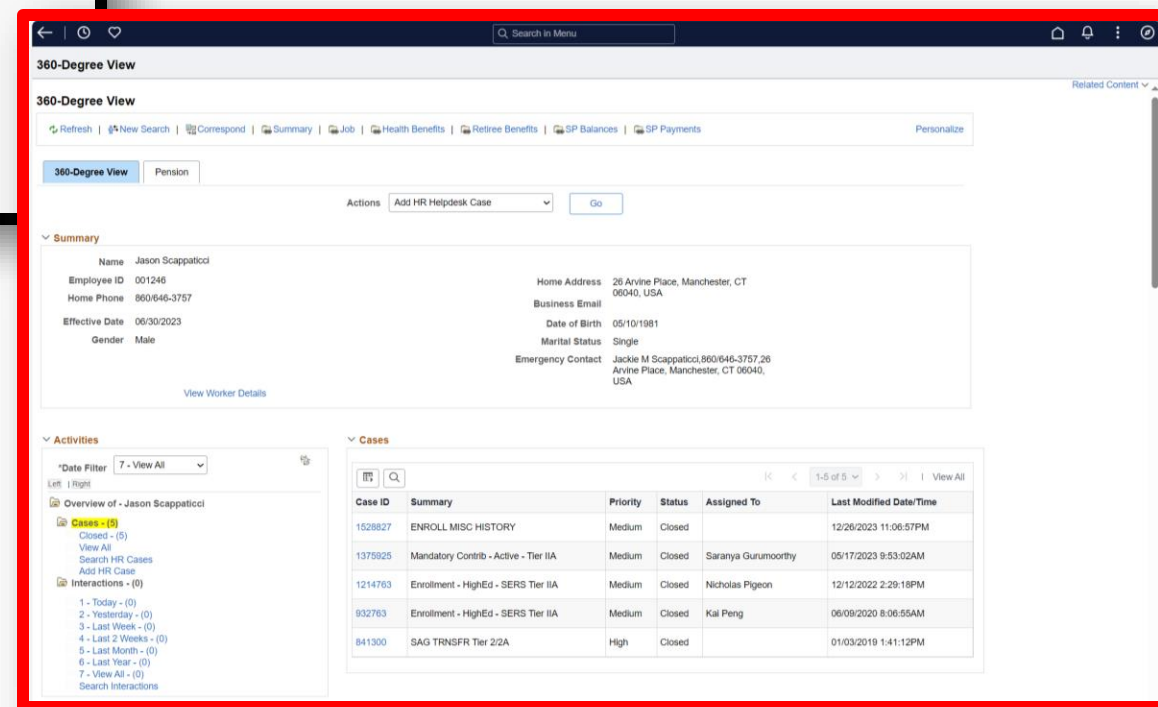 Search in Menu
360-Degree View
Related Content
360-Degree View
Refresh | New Search | Correspond | Summary | Job | Health Benefits | Retiree Benefits | SP Balances | SP Payments Personalize
360-Degree View Pension
Actions Add HR Helpdesk Case Go
Summary
Name Jason Scappaticci
Employee ID 001246
Home Phone 860/646-3757
Effective Date 06/30/2023
Gender Male
View Worker Details
Home Address 26 Arvine Place, Manchester, CT
06040, USA
Business Email
Date of Birth 05/10/1981
Marital Status Single
Emergency Contact Jackie M Scappaticci,860/646-3757,26
Arvine Place, Manchester, CT 06040,
USA
Activities
*Date Filter 7 - View All
Left | Right
Overview of - Jason Scappaticci
Cases - (5)
Closed - (5)
View All
Search HR Cases
Add HR Case
Interactions - (0)
1 - Today - (0)
2 - Yesterday - (0)
3 - Last Week - (0)
4 - Last 2 Weeks - (0)
5 - Last Month - (0)
6 - Last Year - (0)
7 - View All - (0)
Search Interactions
Cases
1-5 of 5 | View All
Case ID Summary Priority Status Assigned To Last Modified Date/Time
1528827 ENROLL MISC HISTORY Medium Closed 12/26/2023 11:06:57PM
1375925 Mandatory Contrib - Active - Tier IIA Medium Closed Saranya Gurumoorthy 05/17/2023 9:53:02AM
1214763 Enrollment - HighEd - SERS Tier IIA Medium Closed Nicholas Pigeon 12/12/2022 2:29:18PM
932763 Enrollment - HighEd - SERS Tier IIA Medium Closed Kai Peng 06/09/2020 8:06:55AM
841300 SAG TRNSFR Tier 2/2A High Closed 01/03/2019 1:41:12PM